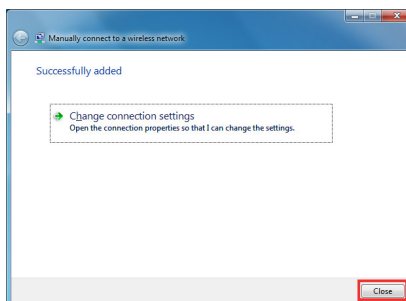 Manually connect to a wireless network
Successfully added
Change connection settings
Open the connection properties so that I can change the settings.
Close